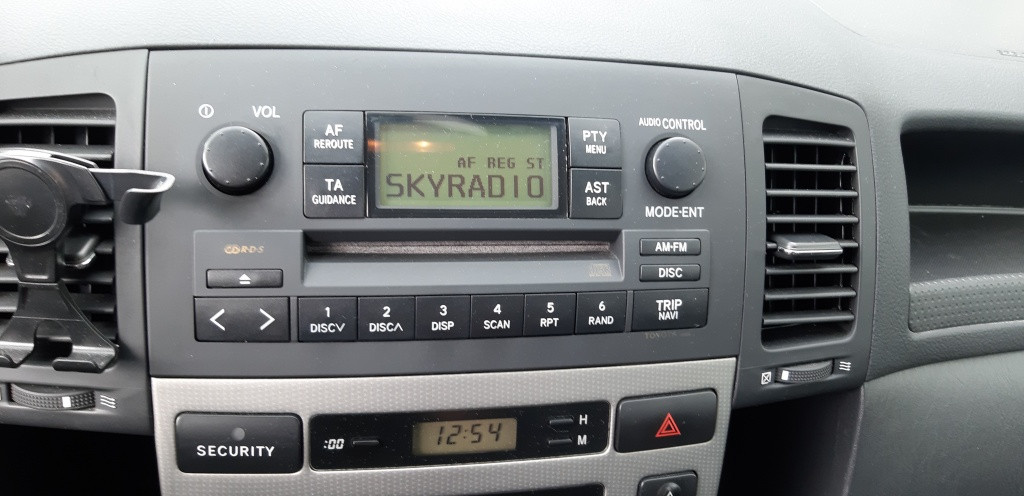 VOL
AF
REROUTE
TA
GUIDANCE
AF REG ST
SKYRADIO
PTY
MENU
AST
BACK
AUDIO CONTROL
MODE·ENT
CD R·D·S
AM·FM
DISC
1
DISC∨
2
DISC∧
3
DISP
4
SCAN
5
RPT
6
RAND
TRIP
NAVI
SECURITY
:00
12:54
H
M